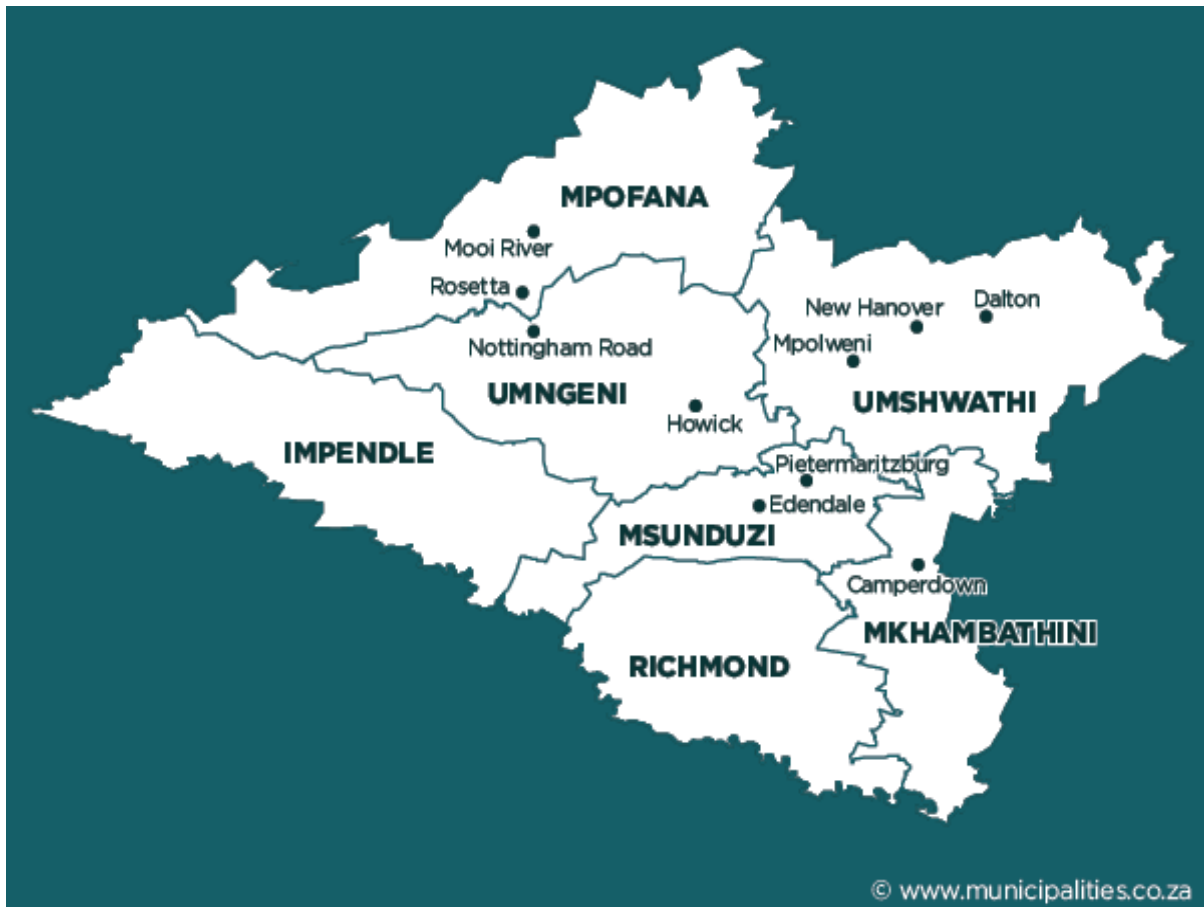 MPOFANA
Mooi River
Rosetta
New Hanover
Dalton
Nottingham Road
Mpolweni
UMNGENI
UMSHWATHI
Howick
IMPENDLE
Pietermaritzburg
Edendale
MSUNDUZI
Camperdown
MKHAMBATHINI
RICHMOND
© www.municipalities.co.za